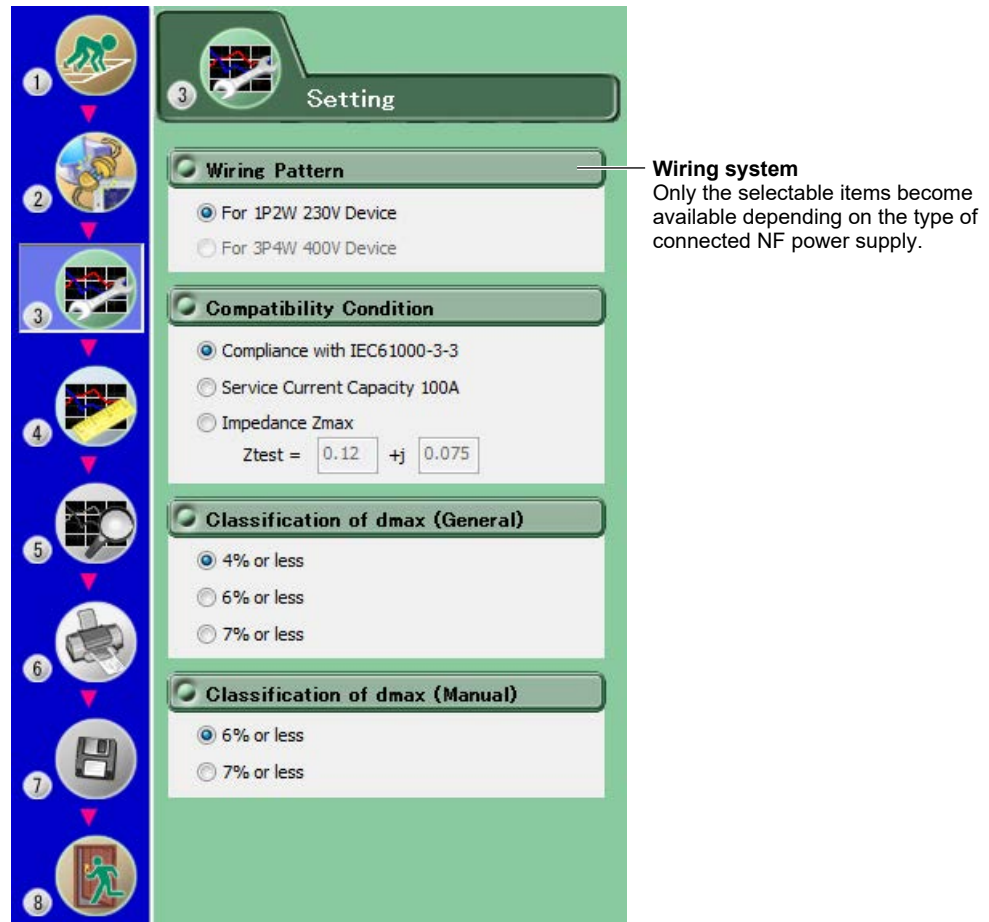 1
2
3
4
5
6
7
8
3
Setting
Wiring Pattern
For 1P2W 230V Device
For 3P4W 400V Device
Compatibility Condition
Compliance with IEC61000-3-3
Service Current Capacity 100A
Impedance Zmax
Ztest = 0.12 +j 0.075
Classification of dmax (General)
4% or less
6% or less
7% or less
Classification of dmax (Manual)
6% or less
7% or less
Wiring system
Only the selectable items become
available depending on the type of
connected NF power supply.